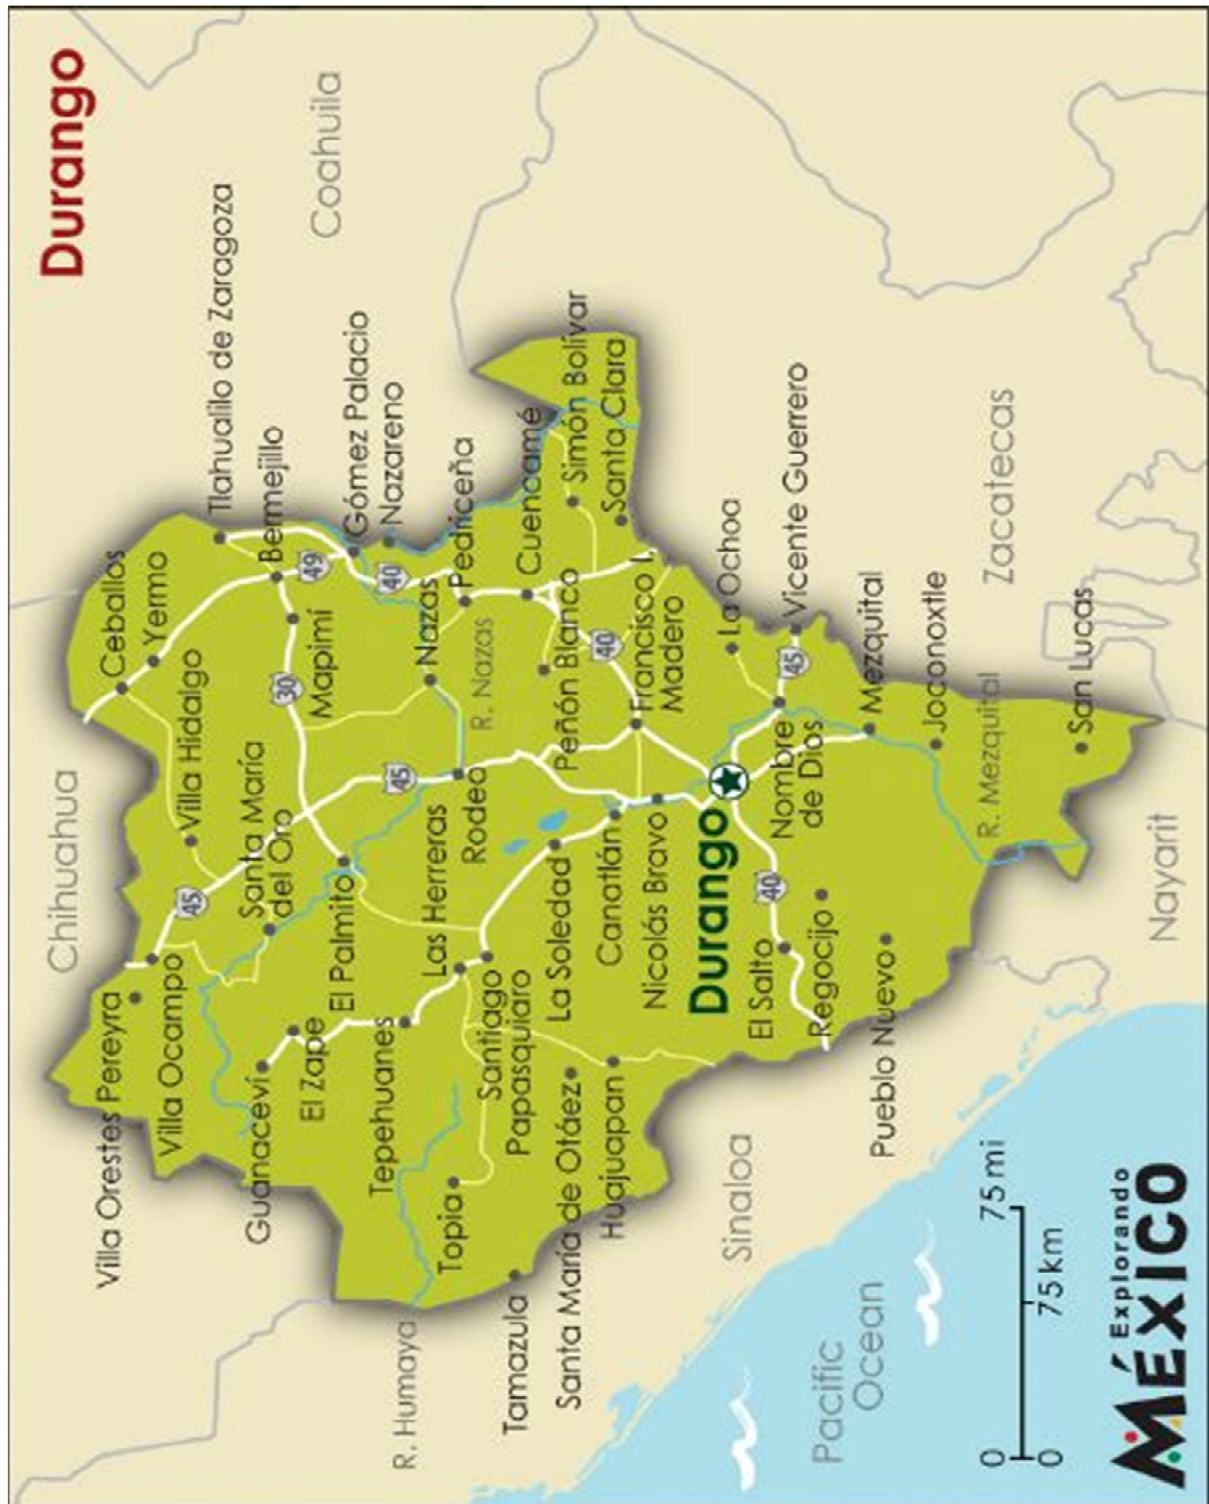 Durango
Coahuila
Chihuahua
Tlahualilo de Zaragoza
Ceballos
Bermejillo
Yermo
Gómez Palacio
49
Nazareno
Villa Hidalgo
30
Mapimí
40
Pedriceña
Nazas
Santa María
del Oro
45
R. Nazas
Cuencamé
Simón Bolívar
Santa Clara
Villa Orestes Pereyra
Villa Ocampo
45
El Palmito
Las Herreras
Rodeo
Peñón Blanco
40
Francisco I.
Madero
La Ochoa
Vicente Guerrero
Guanaceví
El Zape
Tepehuanes
Santiago
Papasquiaro
La Soledad
Canatlán
Nicolás Bravo
Durango
45
Nombre
de Dios
Mezquital
Joconoxtle
Zacatecas
R. Humaya
Topia
Tamazula
Santa María de Otáez
Huajuapan
El Salto
40
Regocijo
Pueblo Nuevo
R. Mezquital
San Lucas
Sinaloa
Nayarit
Pacific
Ocean
0 75 mi
0 75 km
Explorando
MÉXICO